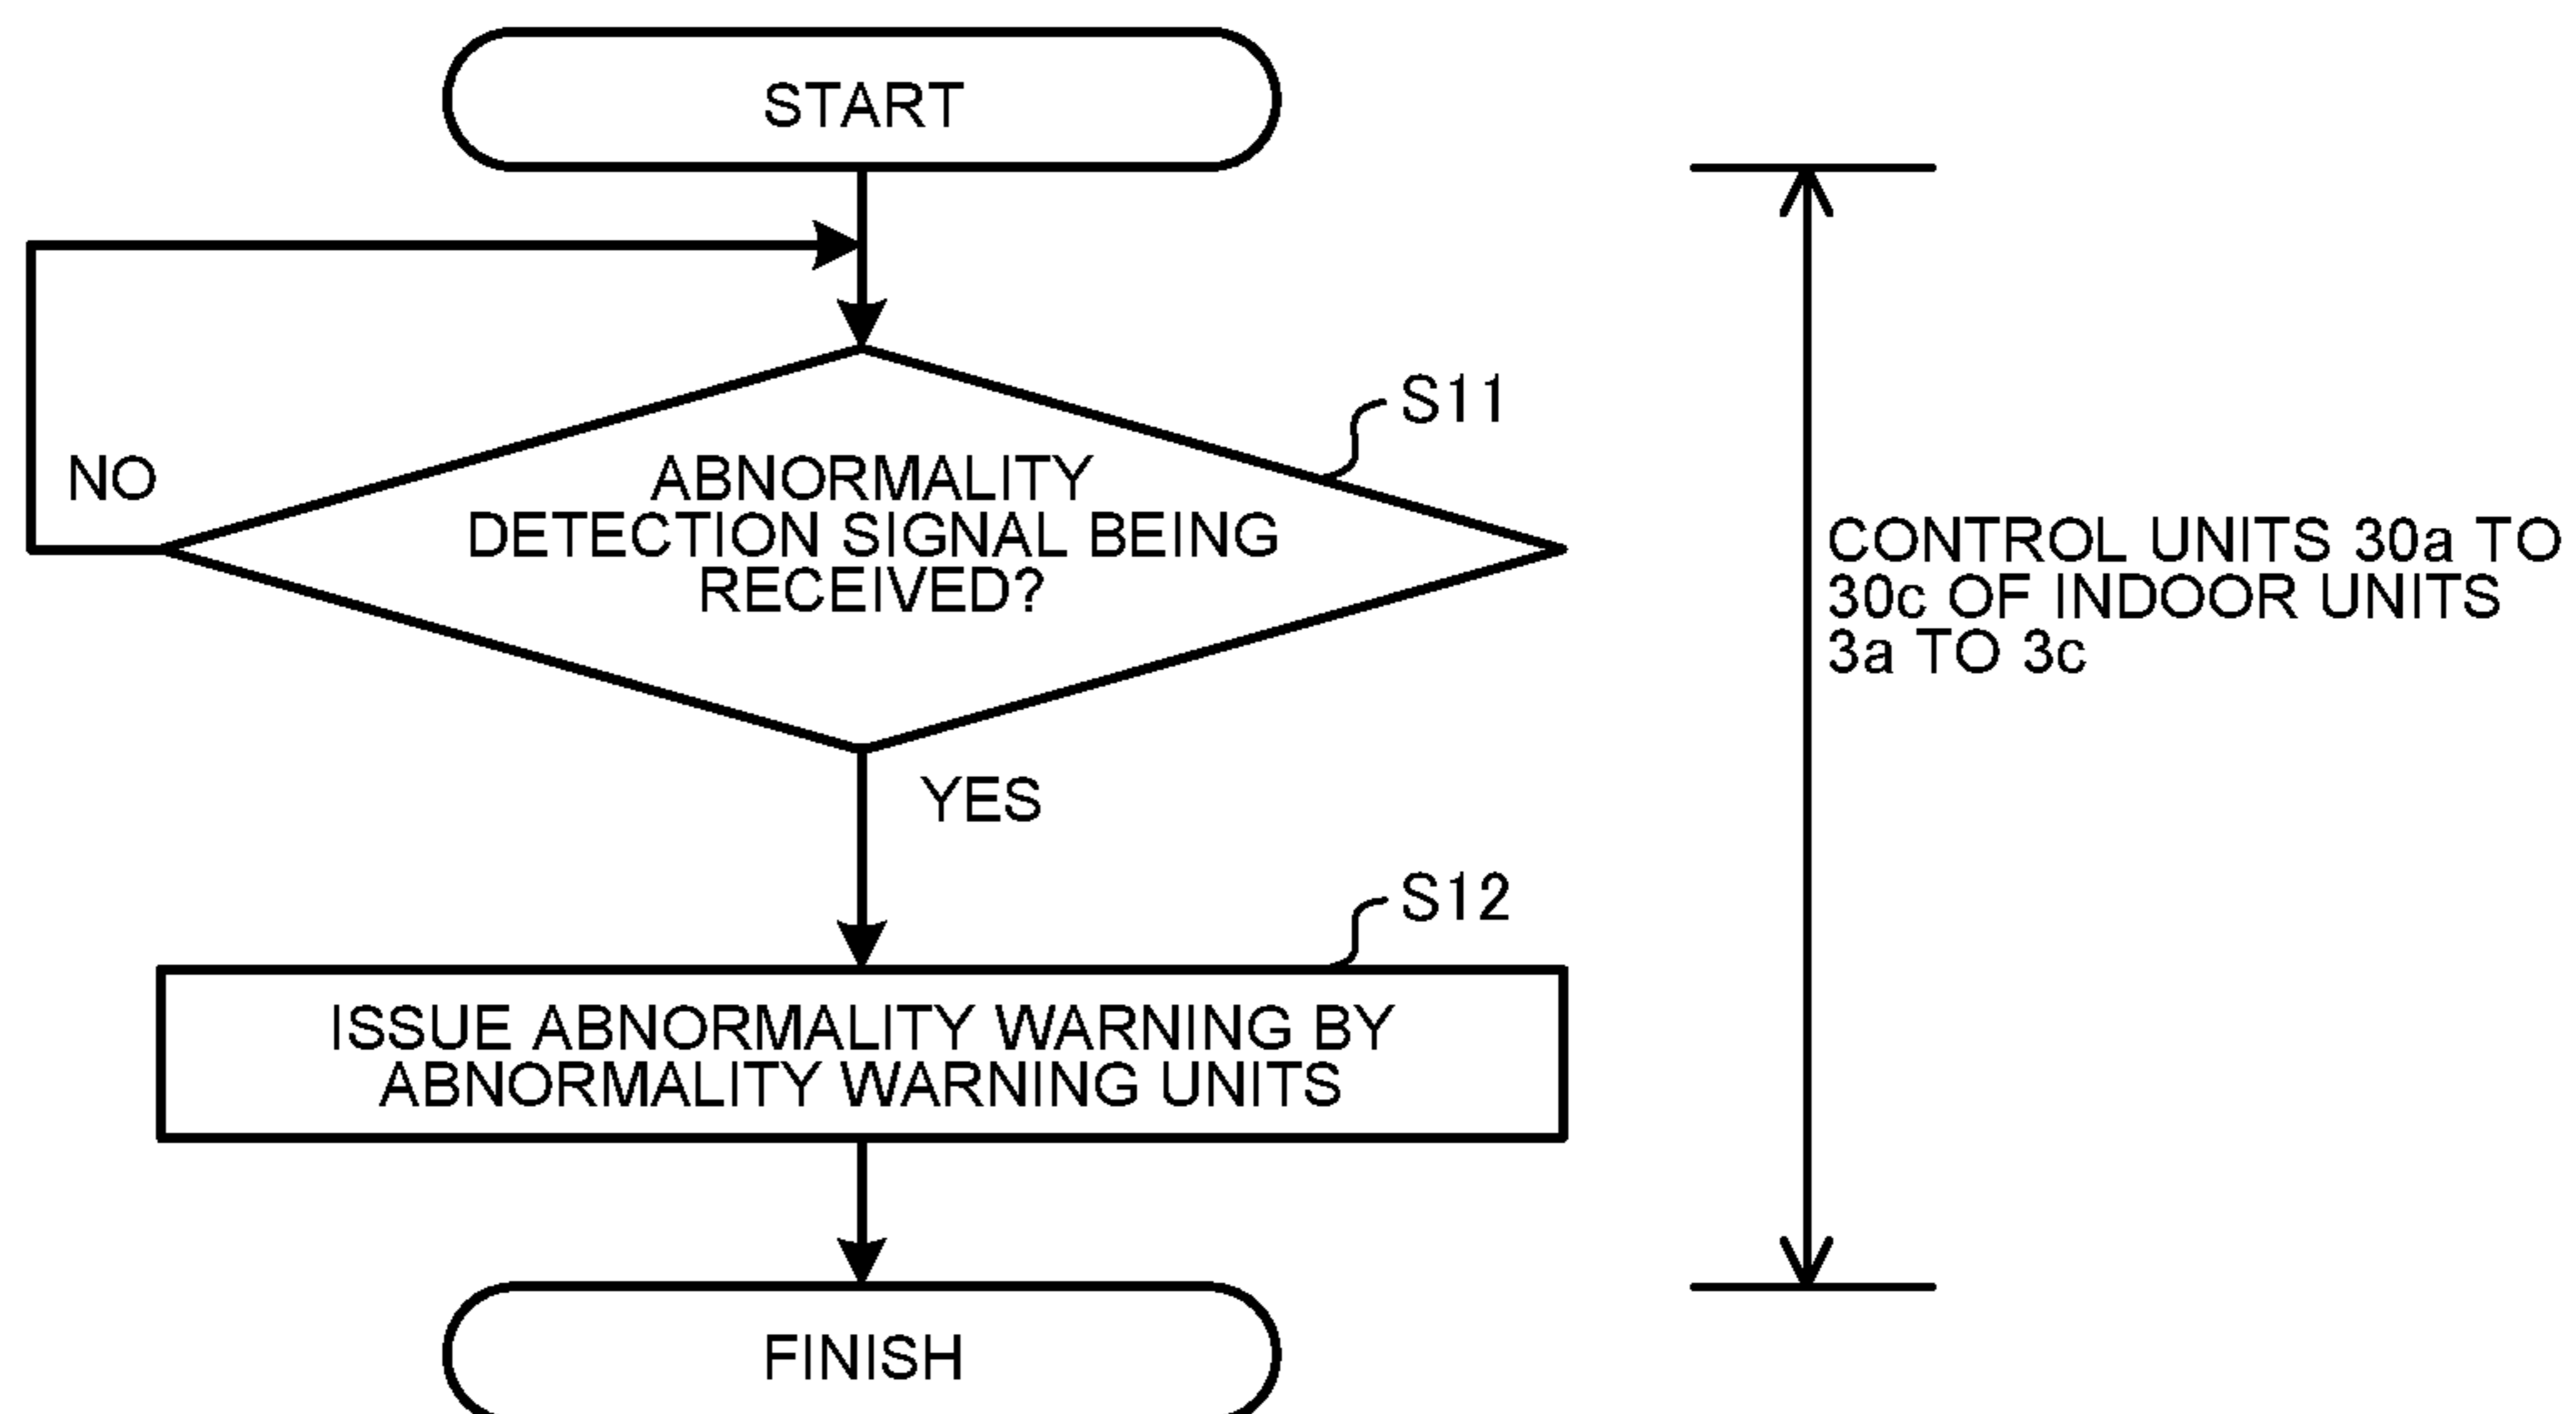 START
S11
NO
ABNORMALITY
DETECTION SIGNAL BEING
RECEIVED?
CONTROL UNITS 30a TO
30c OF INDOOR UNITS
3a TO 3c
YES
S12
ISSUE ABNORMALITY WARNING BY
ABNORMALITY WARNING UNITS
FINISH